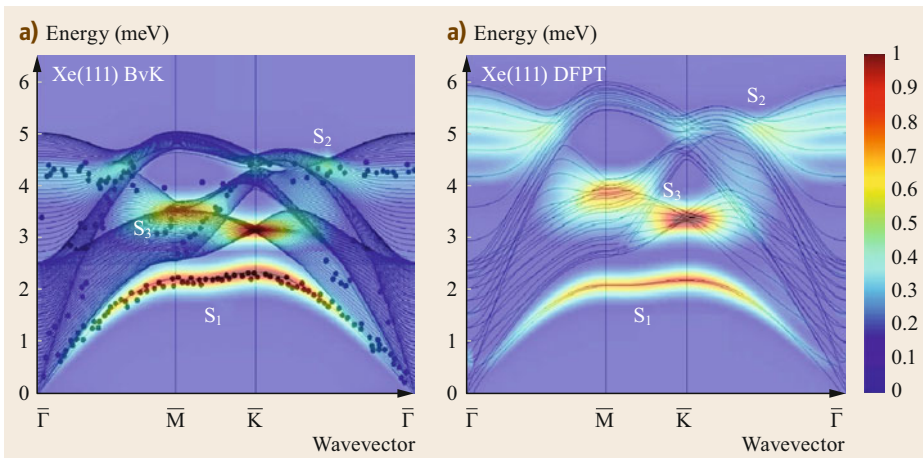 a) Energy (meV)
Xe(111) BvK
6
5
4
3
2
1
0
S₂
S₃
S₁
Γ̅ M̅ K̅ Γ̅
Wavevector
a) Energy (meV)
Xe(111) DFPT
6
5
4
3
2
1
0
S₂
S₃
S₁
Γ̅ M̅ K̅ Γ̅
Wavevector
1
0.9
0.8
0.7
0.6
0.5
0.4
0.3
0.2
0.1
0